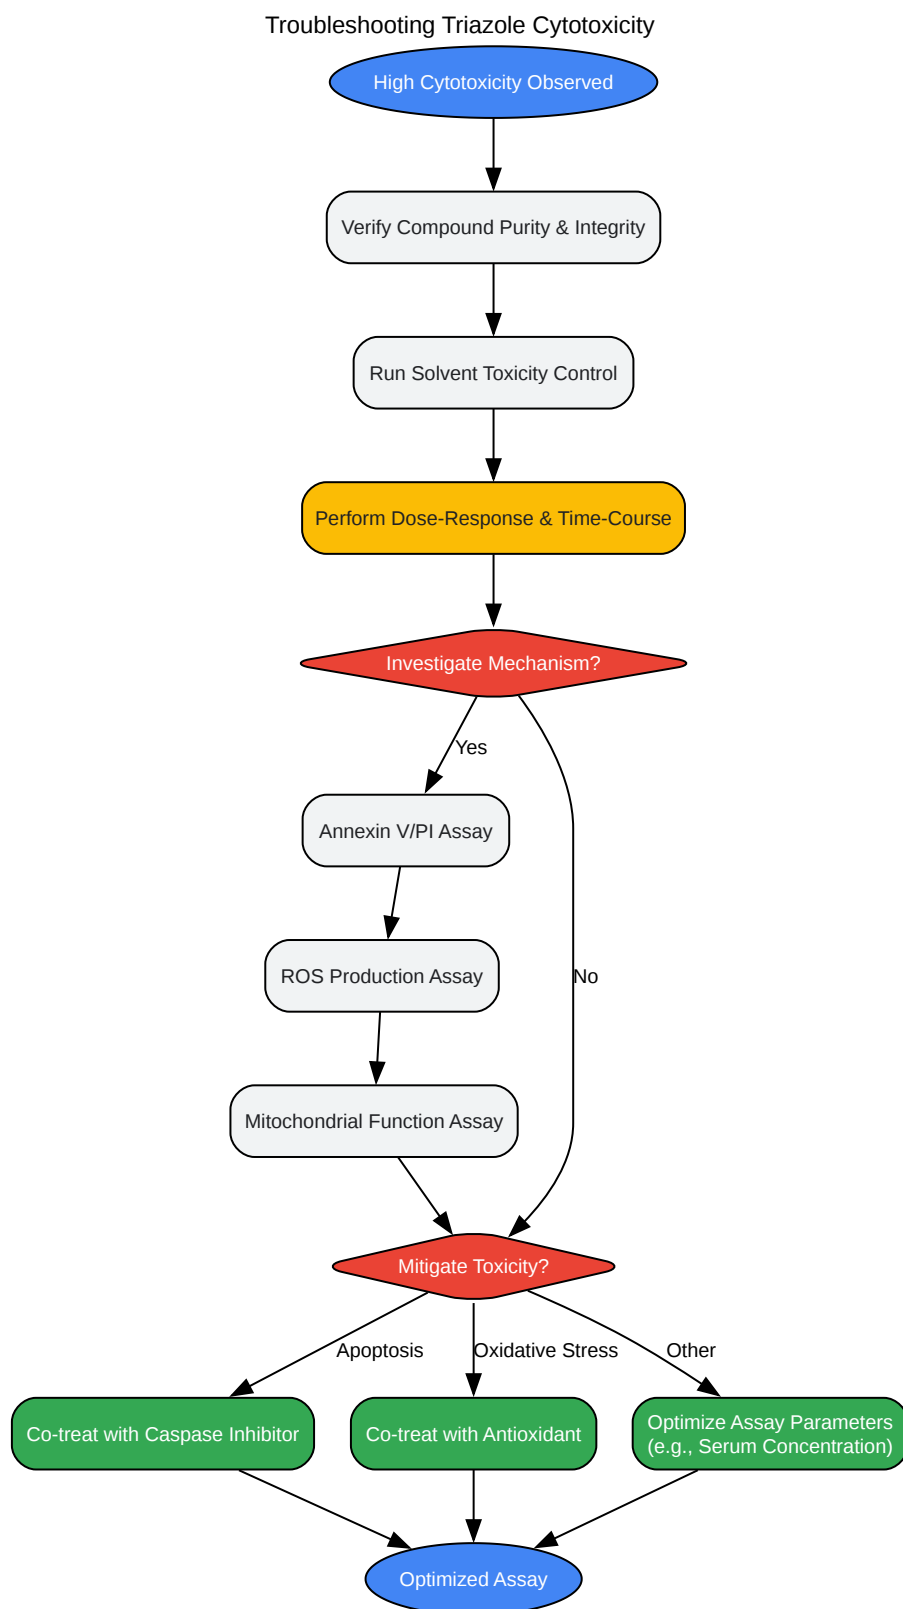 Troubleshooting Triazole Cytotoxicity
High Cytotoxicity Observed
Verify Compound Purity & Integrity
Run Solvent Toxicity Control
Perform Dose-Response & Time-Course
Investigate Mechanism?
Yes
Annexin V/PI Assay
ROS Production Assay
No
Mitochondrial Function Assay
Mitigate Toxicity?
Apoptosis
Oxidative Stress
Other
Co-treat with Caspase Inhibitor
Co-treat with Antioxidant
Optimize Assay Parameters
(e.g., Serum Concentration)
Optimized Assay